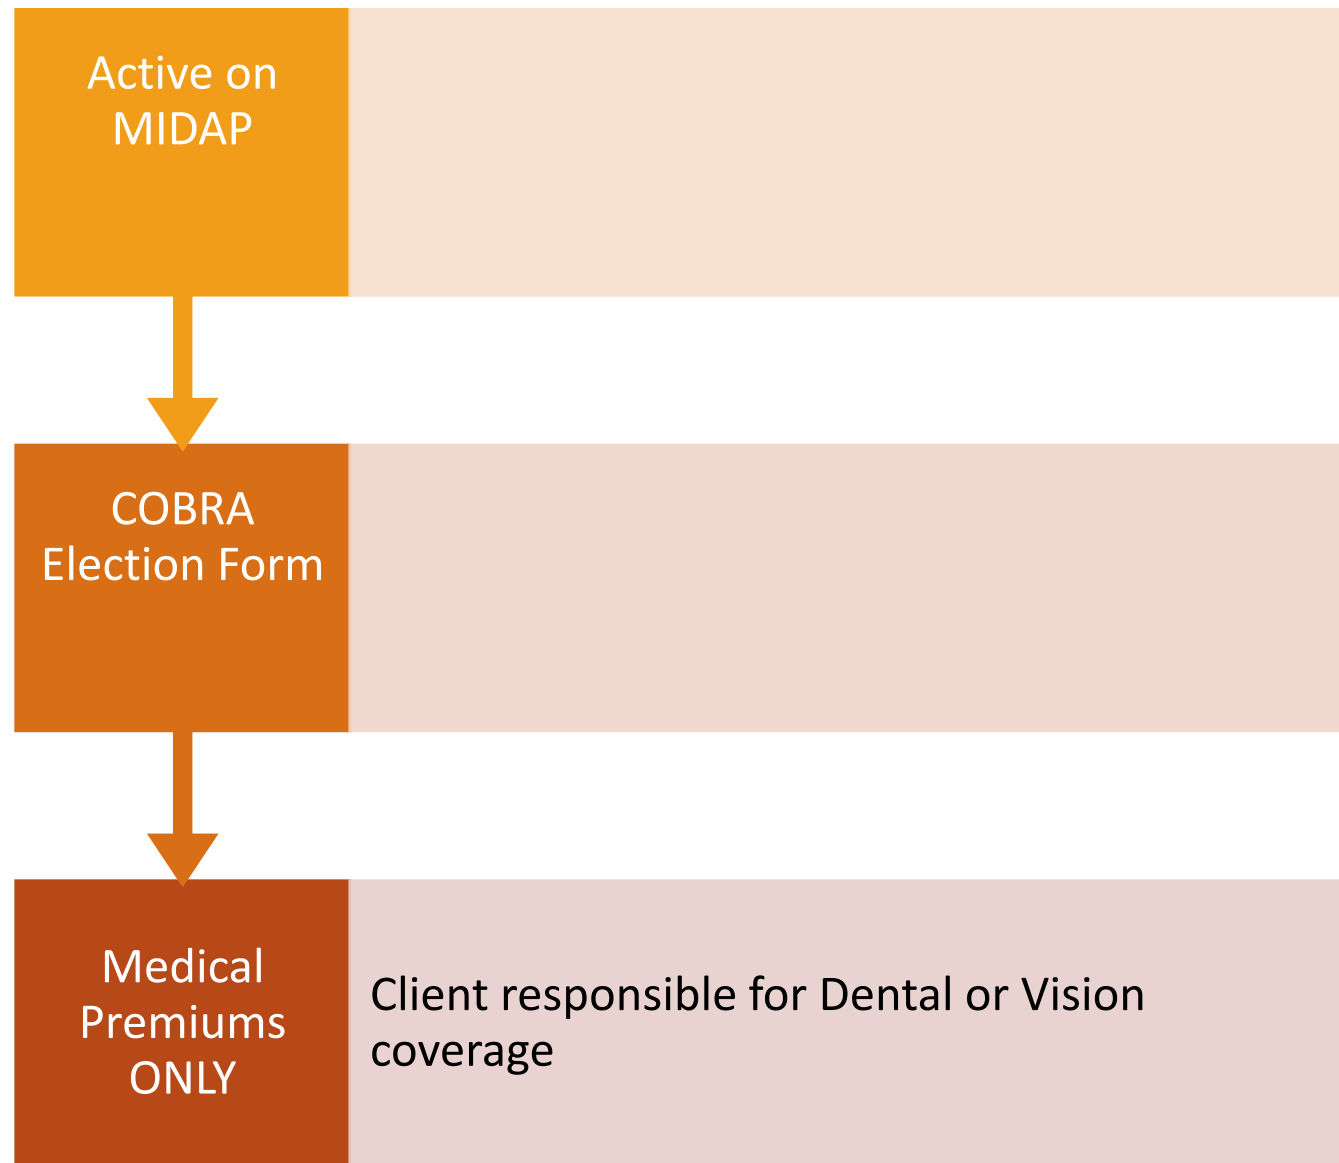 Active on
MIDAP
COBRA
Election Form
Medical
Premiums
ONLY
Client responsible for Dental or Vision
coverage